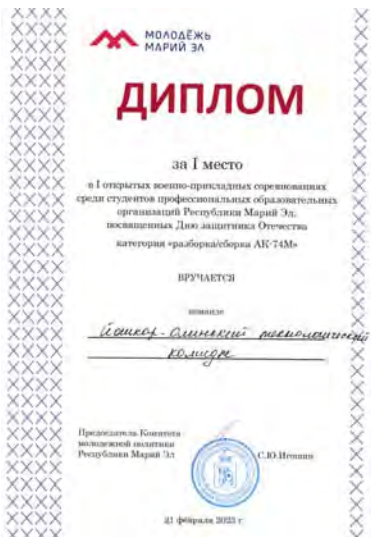 МОЛОДЁЖЬ
МАРИЙ ЭЛ
ДИПЛОМ
за I место
в I открытых военно-прикладных соревнованиях
среди студентов профессиональных образовательных
организаций Республики Марий Эл,
посвященных Дню защитника Отечества
категория «разборка/сборка АК-74М»
ВРУЧАЕТСЯ
команде
Йошкар-Олинский технологический
колледж
Председатель Комитета
молодежной политики
Республики Марий Эл
С.Ю.
21 февраля 2023 г